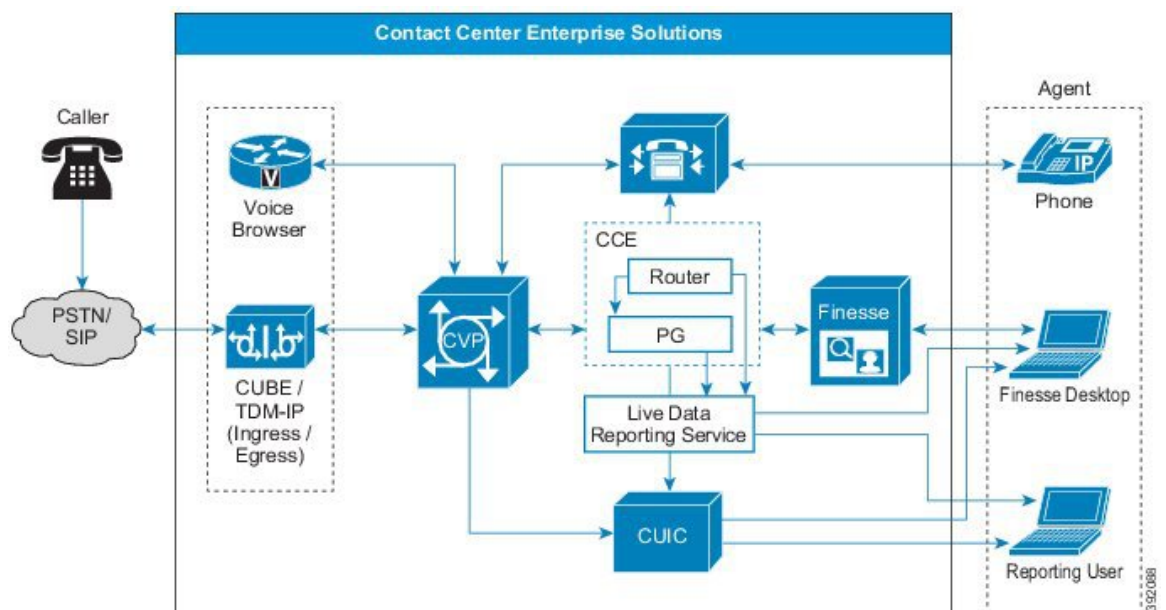 Contact Center Enterprise Solutions
Caller
PSTN/
SIP
V
Voice
Browser
CUBE /
TDM-IP
(Ingress /
Egress)
CVP
CCE
Router
PG
Live Data
Reporting Service
CUIC
Finesse
Agent
IP
Phone
Finesse Desktop
Reporting User
392088